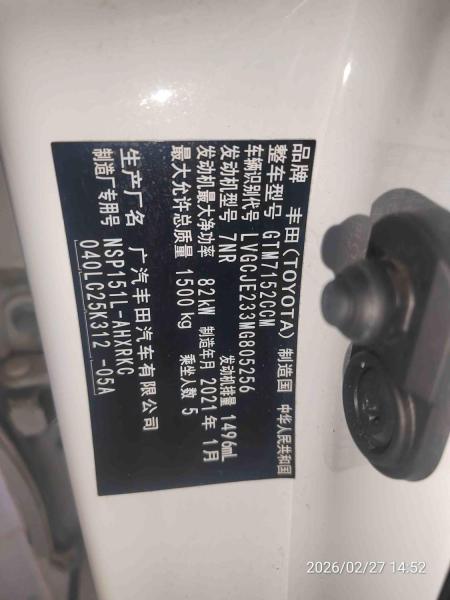 品牌 丰田(TOYOTA) 制造国 中华人民共和国
整车型号 GTM7152CCM
车辆识别代号 LVGCJE233MG805256
发动机型号 7NR 发动机排量 1496mL
发动机最大净功率 82kW 制造年月 2021年 1月
最大允许总质量 1500kg 乘坐人数 5
生产厂名 广汽丰田汽车有限公司
制造厂专用号 NSP151L-AHXRKC
040LC25K312 -05A
2026/02/27 14:52